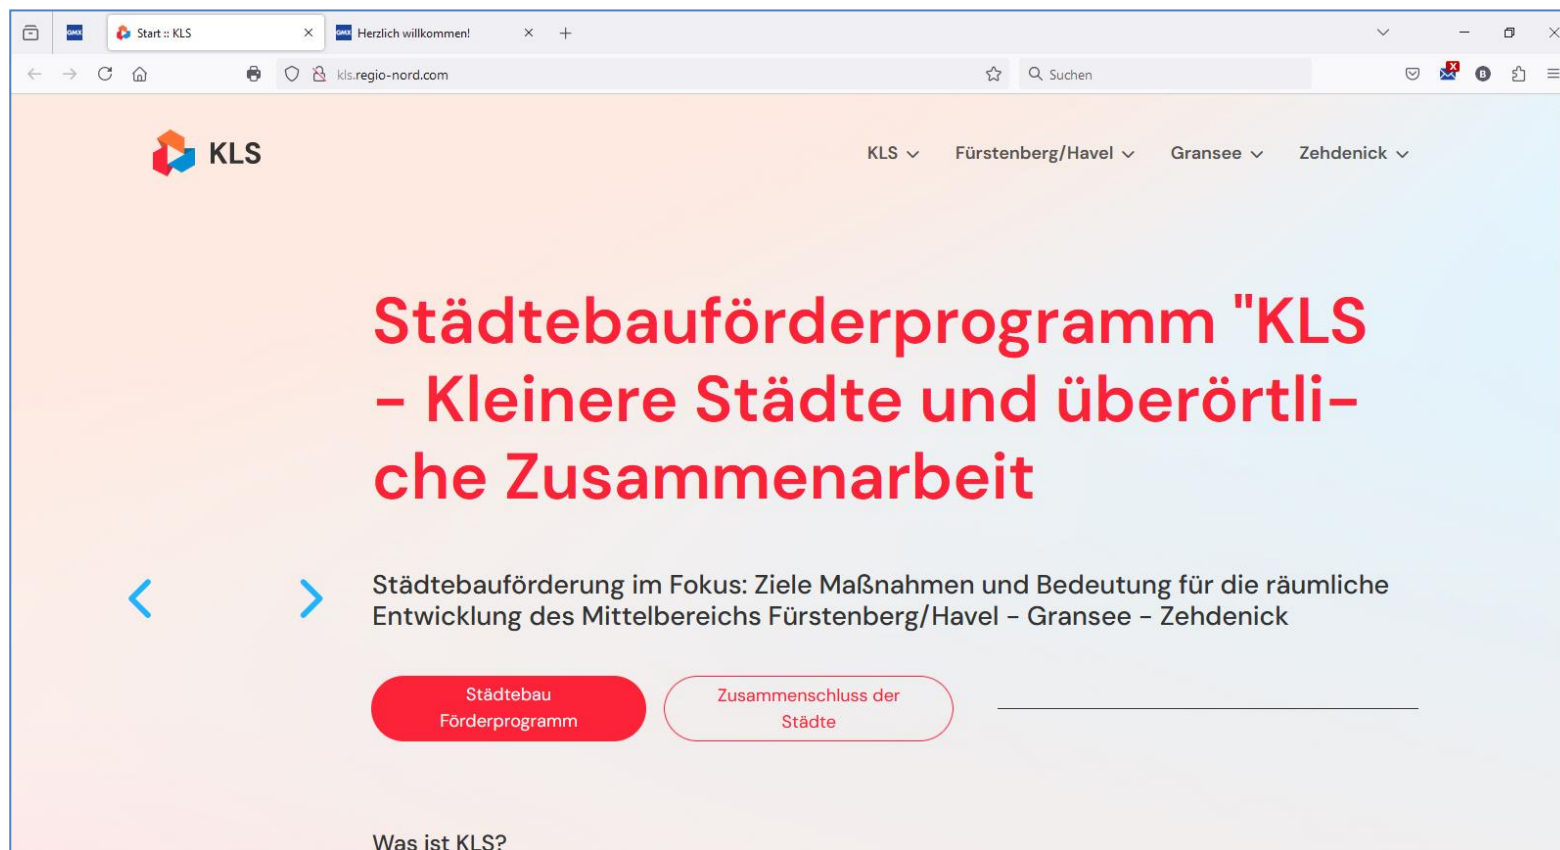 GMX
Start :: KLS
GMX
Herzlich willkommen!
kls.regio-nord.com
Suchen
X
B
KLS
KLS
Fürstenberg/Havel
Gransee
Zehdenick
Städtebauförderprogramm "KLS
- Kleinere Städte und überörtli-
che Zusammenarbeit
Städtebauförderung im Fokus: Ziele Maßnahmen und Bedeutung für die räumliche
Entwicklung des Mittelbereichs Fürstenberg/Havel - Gransee - Zehdenick
Städtebau
Förderprogramm
Zusammenschluss der
Städte
Was ist KLS?